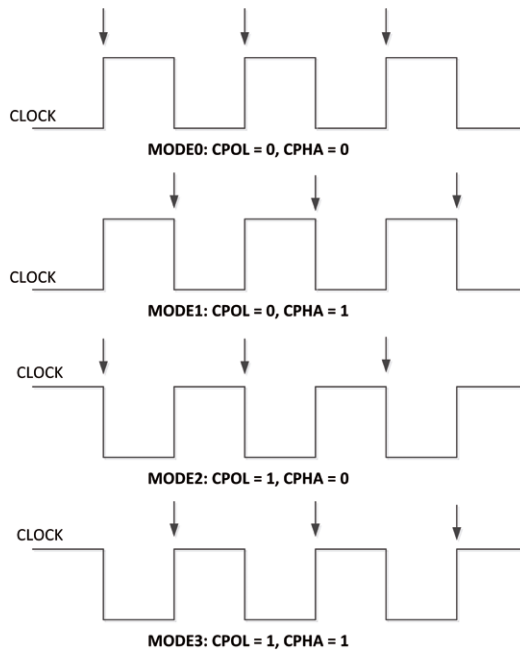 CLOCK
MODE0: CPOL = 0, CPHA = 0
CLOCK
MODE1: CPOL = 0, CPHA = 1
CLOCK
MODE2: CPOL = 1, CPHA = 0
CLOCK
MODE3: CPOL = 1, CPHA = 1